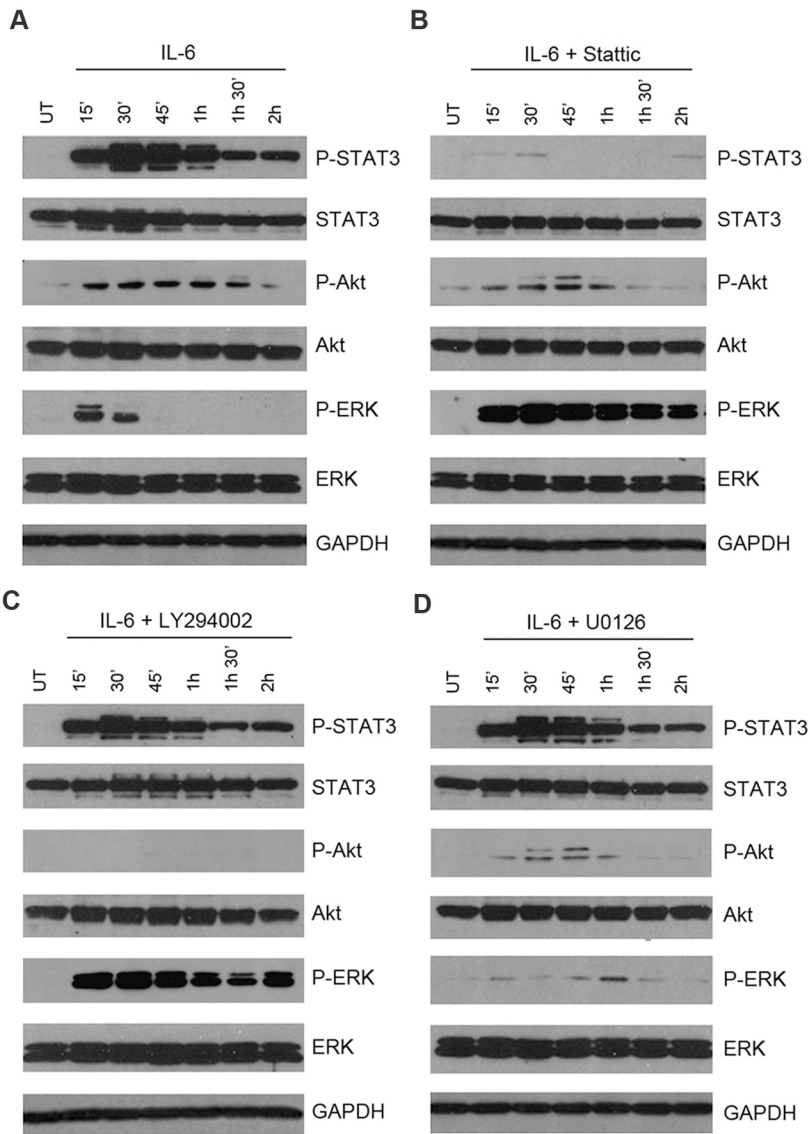 A
IL-6
UT 15’ 30’ 45’ 1h 1h 30’ 2h
P-STAT3
STAT3
P-Akt
Akt
P-ERK
ERK
GAPDH
B
IL-6 + Stattic
UT 15’ 30’ 45’ 1h 1h 30’ 2h
P-STAT3
STAT3
P-Akt
Akt
P-ERK
ERK
GAPDH
C
IL-6 + LY294002
UT 15’ 30’ 45’ 1h 1h 30’ 2h
P-STAT3
STAT3
P-Akt
Akt
P-ERK
ERK
GAPDH
D
IL-6 + U0126
UT 15’ 30’ 45’ 1h 1h 30’ 2h
P-STAT3
STAT3
P-Akt
Akt
P-ERK
ERK
GAPDH